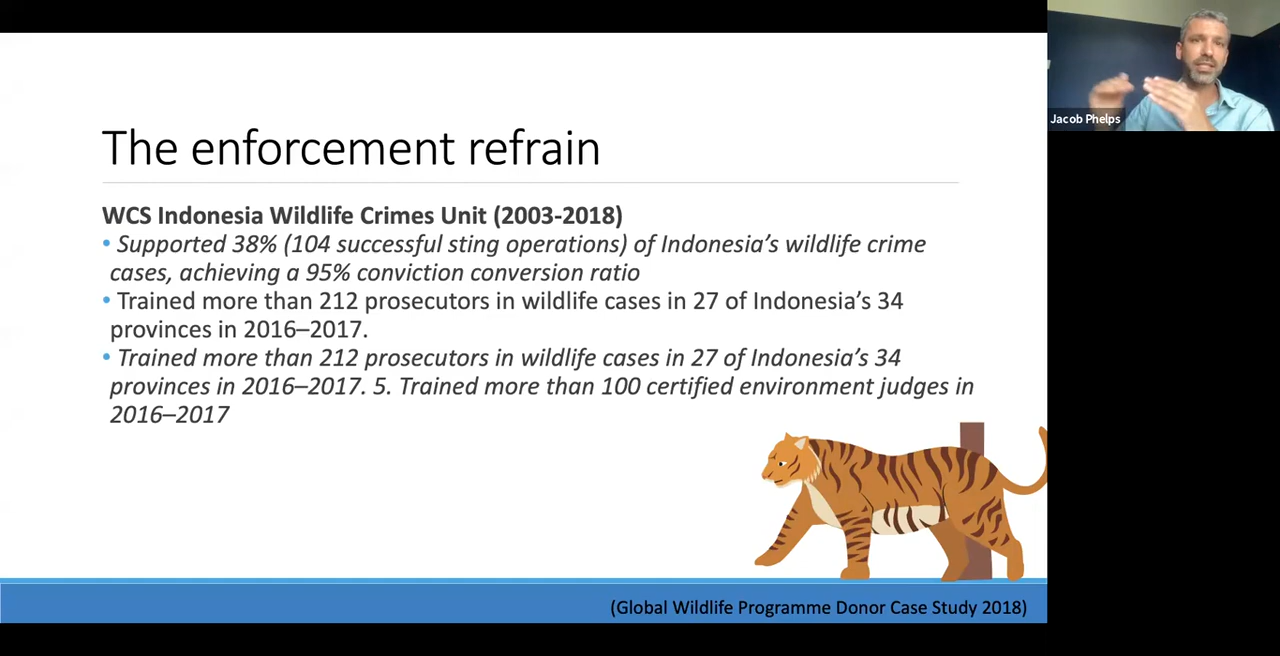 The enforcement refrain
WCS Indonesia Wildlife Crimes Unit (2003-2018)
• Supported 38% (104 successful sting operations) of Indonesia's wildlife crime
cases, achieving a 95% conviction conversion ratio
• Trained more than 212 prosecutors in wildlife cases in 27 of Indonesia's 34
provinces in 2016–2017.
• Trained more than 212 prosecutors in wildlife cases in 27 of Indonesia's 34
provinces in 2016–2017. 5. Trained more than 100 certified environment judges in
2016–2017
(Global Wildlife Programme Donor Case Study 2018)
Jacob Phelps